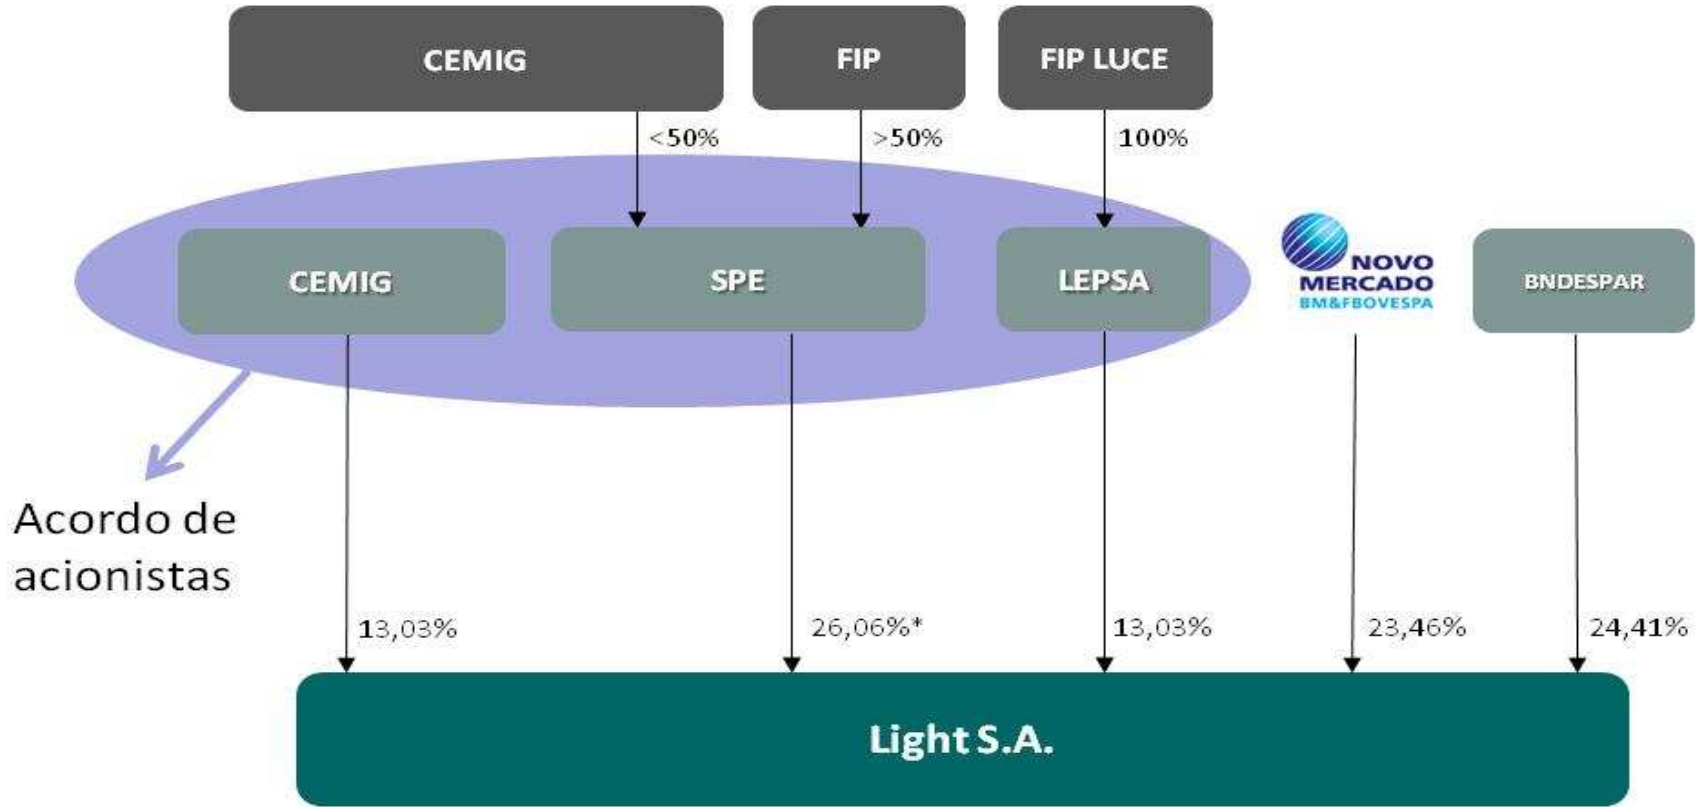 CEMIG
FIP
FIP LUCE
<50%
>50%
100%
CEMIG
SPE
LEPSA
NOVO
MERCADO
BM&FBOVESPA
BNDESPAR
Acordo de
acionistas
13,03%
26,06%*
13,03%
23,46%
24,41%
Light S.A.